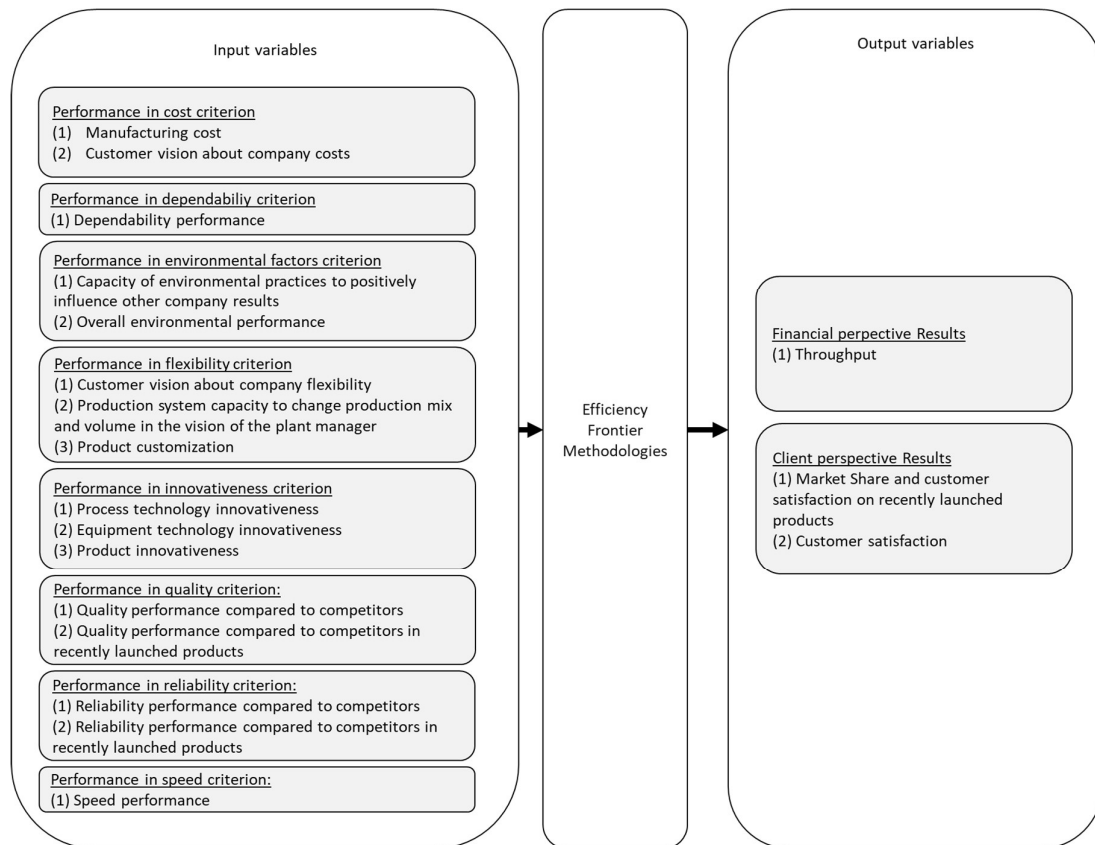 Input variables
Performance in cost criterion
(1) Manufacturing cost
(2) Customer vision about company costs
Performance in dependabiliy criterion
(1) Dependability performance
Performance in environmental factors criterion
(1) Capacity of environmental practices to positively
influence other company results
(2) Overall environmental performance
Performance in flexibility criterion
(1) Customer vision about company flexibility
(2) Production system capacity to change production mix
and volume in the vision of the plant manager
(3) Product customization
Performance in innovativeness criterion
(1) Process technology innovativeness
(2) Equipment technology innovativeness
(3) Product innovativeness
Performance in quality criterion:
(1) Quality performance compared to competitors
(2) Quality performance compared to competitors in
recently launched products
Performance in reliability criterion:
(1) Reliability performance compared to competitors
(2) Reliability performance compared to competitors in
recently launched products
Performance in speed criterion:
(1) Speed performance
Efficiency
Frontier
Methodologies
Output variables
Financial perpective Results
(1) Throughput
Client perspective Results
(1) Market Share and customer
satisfaction on recently launched
products
(2) Customer satisfaction